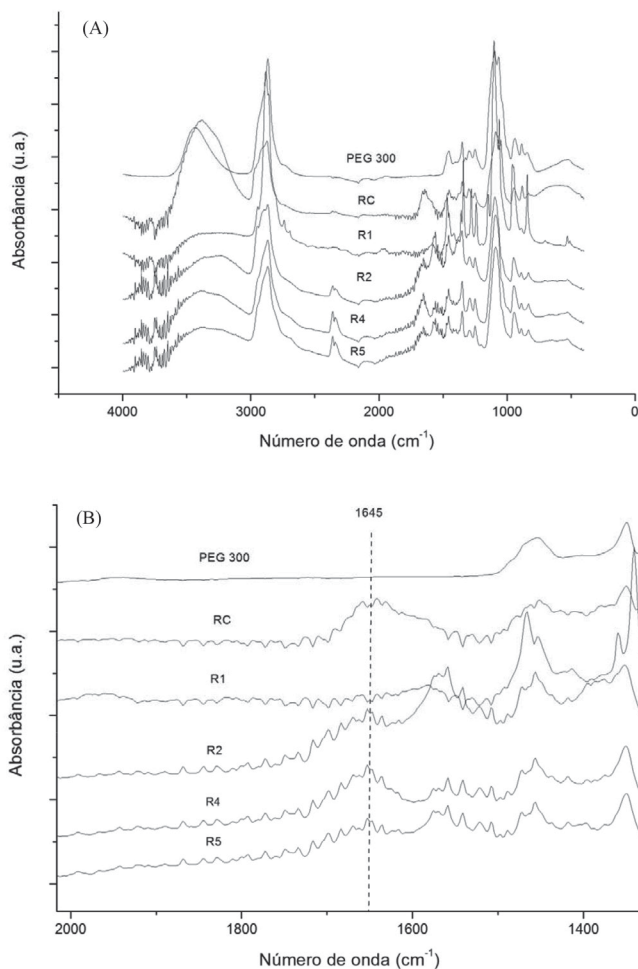 (A)
Absorbância (u.a.)
PEG 300
RC
R1
R2
R4
R5
4000 3000 2000 1000 0
Número de onda (cm⁻¹)
(B)
1645
Absorbância (u.a.)
PEG 300
RC
R1
R2
R4
R5
2000 1800 1600 1400
Número de onda (cm⁻¹)